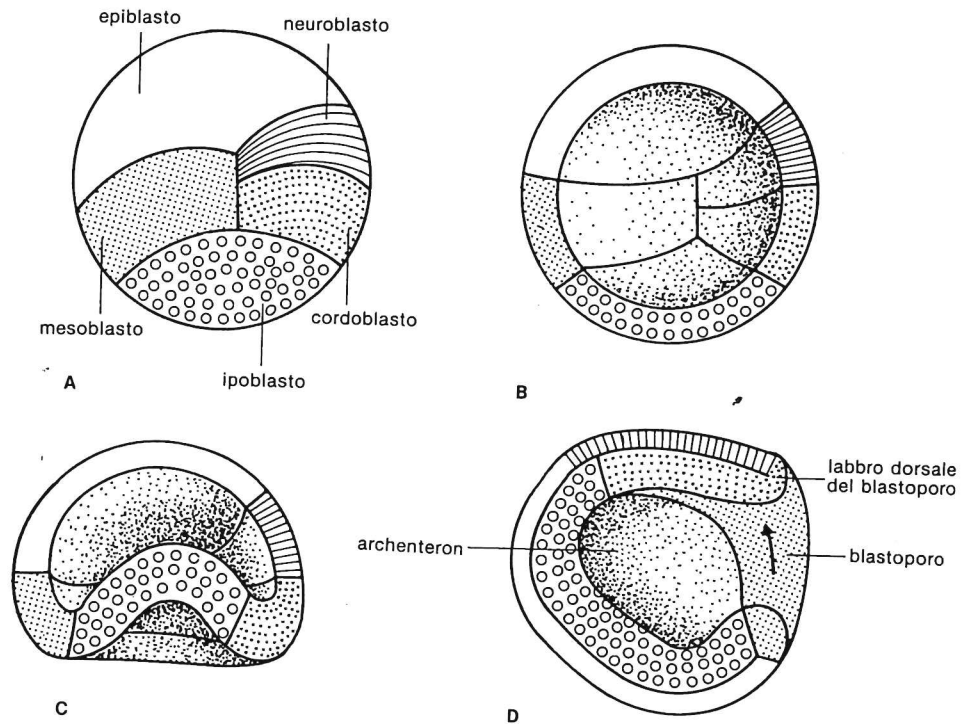 epiblasto
neuroblasto
mesoblasto
cordoblasto
ipoblasto
A
B
labbro dorsale
del blastoporo
archenteron
blastoporo
C
D